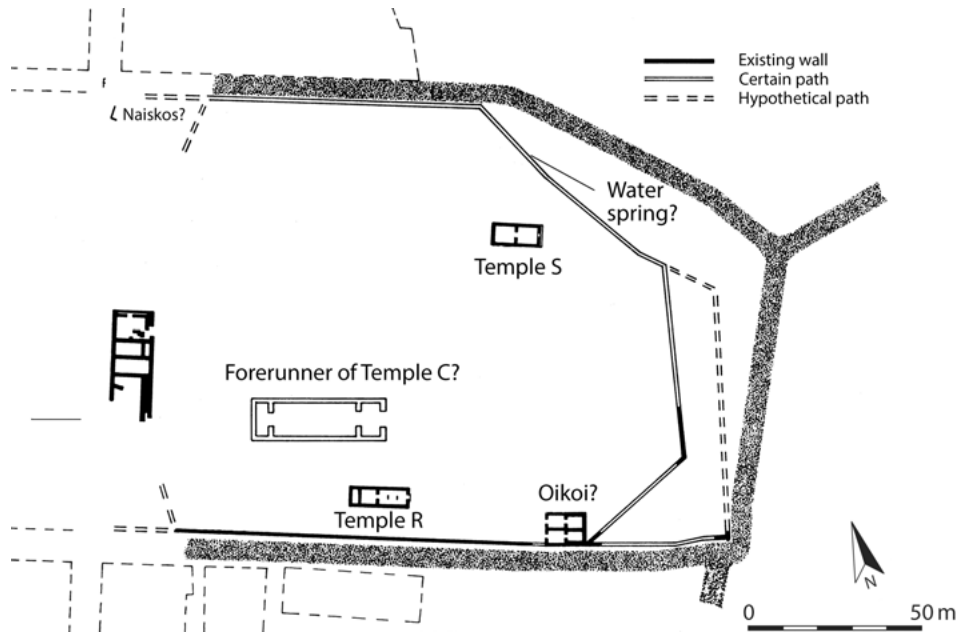 Existing wall
Certain path
Hypothetical path
Naiskos?
Water
spring?
Temple S
Forerunner of Temple C?
Oikoi?
Temple R
N
0 50 m